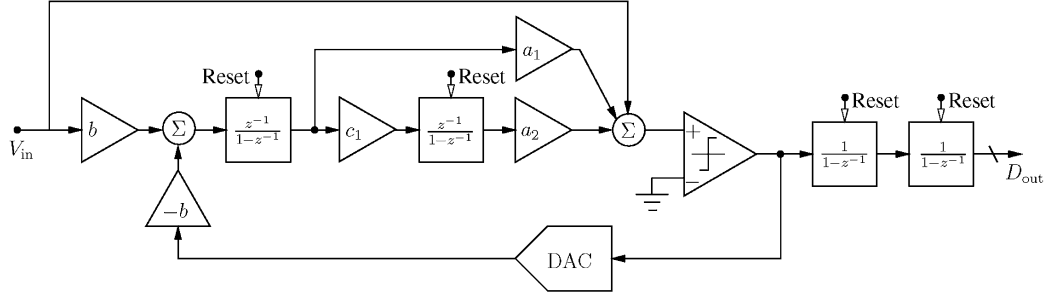 a₁
Reset
Reset
Reset
Reset
V_in
b
Σ
z⁻¹
1−z⁻¹
c₁
z⁻¹
1−z⁻¹
a₂
Σ
+
−
1
1−z⁻¹
1
1−z⁻¹
D_out
−b
DAC